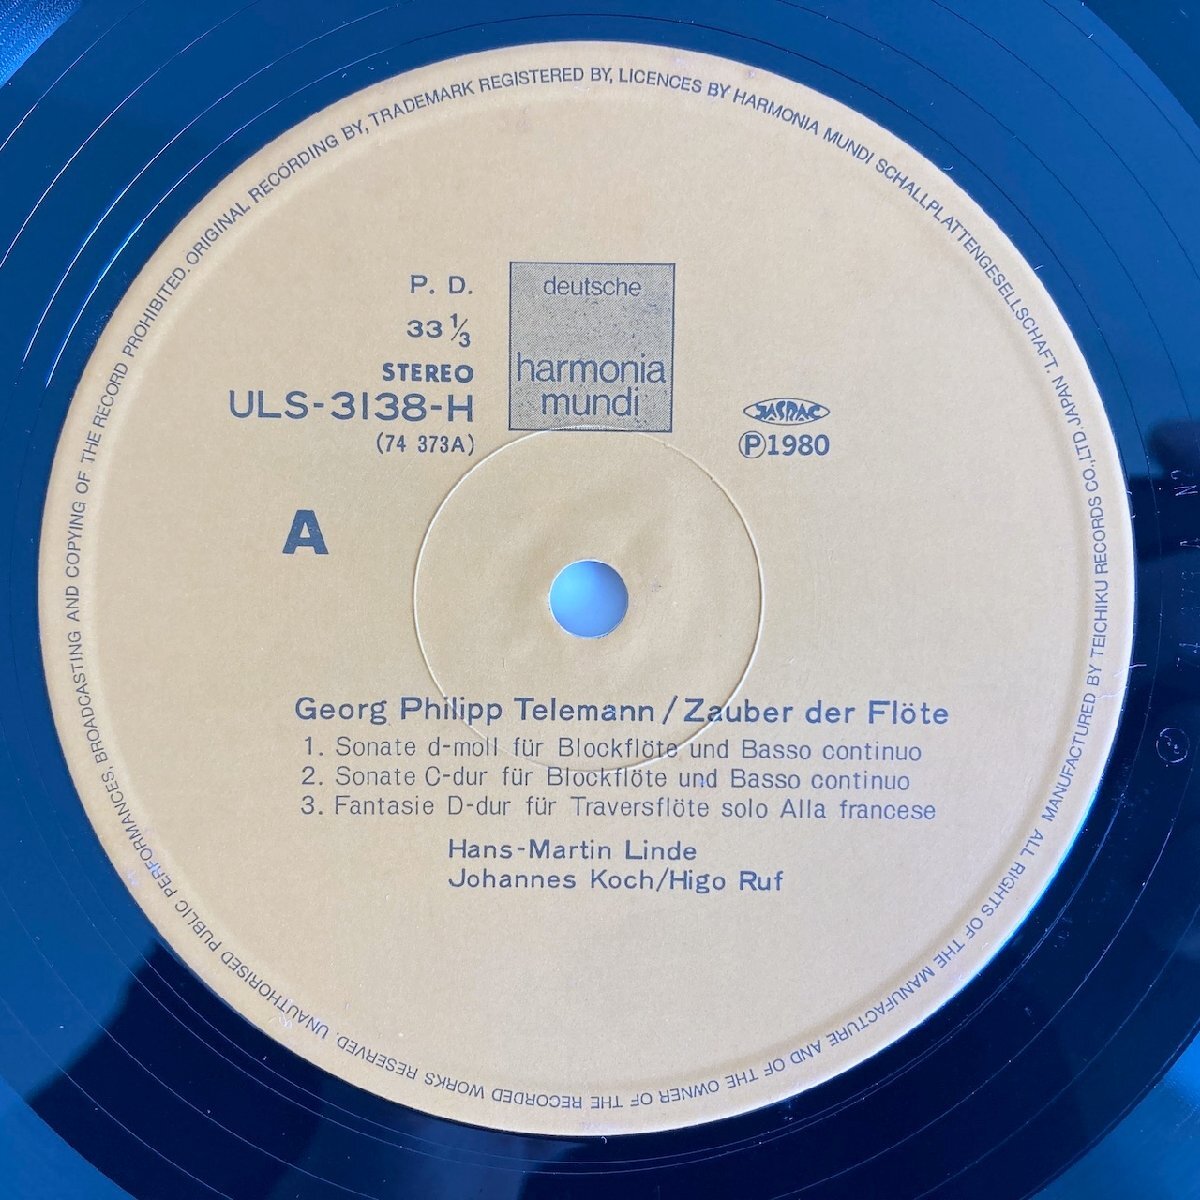 MANUFACTURED BY TEICHIKU RECORDS CO.,LTD.JAPAN. ALL RIGHTS OF THE MANUFACTURE AND OF THE OWNER OF THE RECORDED WORKS RESERVED. UNAUTHORISED PUBLIC PERFORMANCES, BROADCASTING AND COPYING OF THE RECORD PROHIBITED. ORIGINAL RECORDING BY, TRADEMARK REGISTERED BY, LICENCES BY HARMONIA MUNDI SCHALLPLATTENGESELLSCHAFT.
P. D.
33 1/3
STEREO
ULS-3138-H
(74 373A)
deutsche
harmonia
mundi
JASRAC
Ⓟ1980
A
Georg Philipp Telemann/Zauber der Flöte
1. Sonate d-moll für Blockflöte und Basso continuo
2. Sonate C-dur für Blockflöte und Basso continuo
3. Fantasie D-dur für Traversflöte solo Alla francese
Hans-Martin Linde
Johannes Koch/Higo Ruf